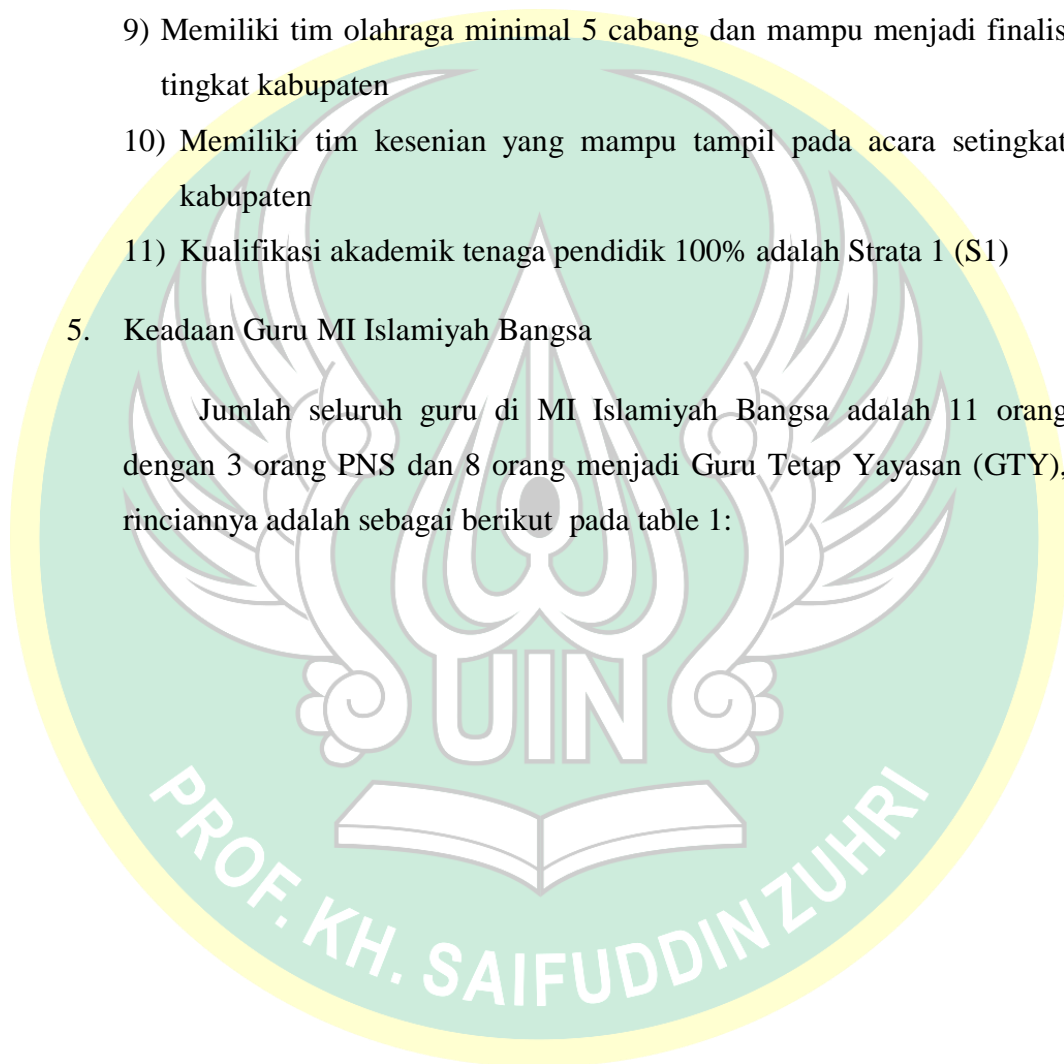 9) Memiliki tim olahraga minimal 5 cabang dan mampu menjadi finalis
tingkat kabupaten
10) Memiliki tim kesenian yang mampu tampil pada acara setingkat
kabupaten
11) Kualifikasi akademik tenaga pendidik 100% adalah Strata 1 (S1)
5. Keadaan Guru MI Islamiyah Bangsa
Jumlah seluruh guru di MI Islamiyah Bangsa adalah 11 orang
dengan 3 orang PNS dan 8 orang menjadi Guru Tetap Yayasan (GTY),
rinciannya adalah sebagai berikut pada table 1:
UIN
PROF. KH. SAIFUDDIN ZUHRI